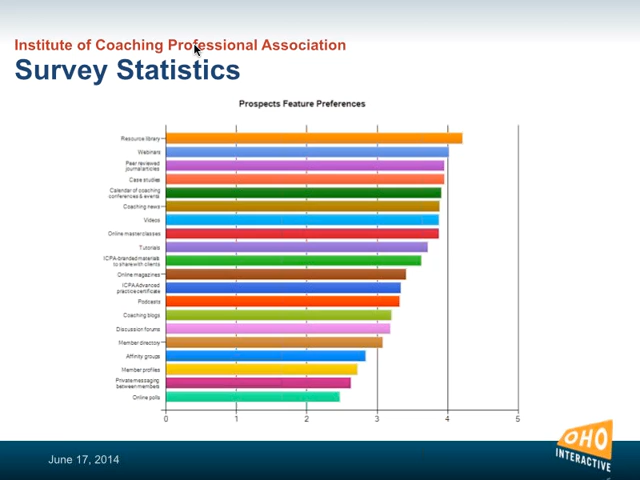 Institute of Coaching Professional Association
Survey Statistics
Prospects Feature Preferences
Resource library
Webinars
Peer reviewed
journal articles
Case studies
Calendar of coaching
conferences & events
Coaching news
Videos
Online masterclasses
Tutorials
ICPA-branded materials
to share with clients
Online magazines
ICPA Advanced
practice certificate
Podcasts
Coaching blogs
Discussion forums
Member directory
Affinity groups
Member profiles
Private messaging
between members
Online polls
0 1 2 3 4 5
June 17, 2014
OHO
INTERACTIVE